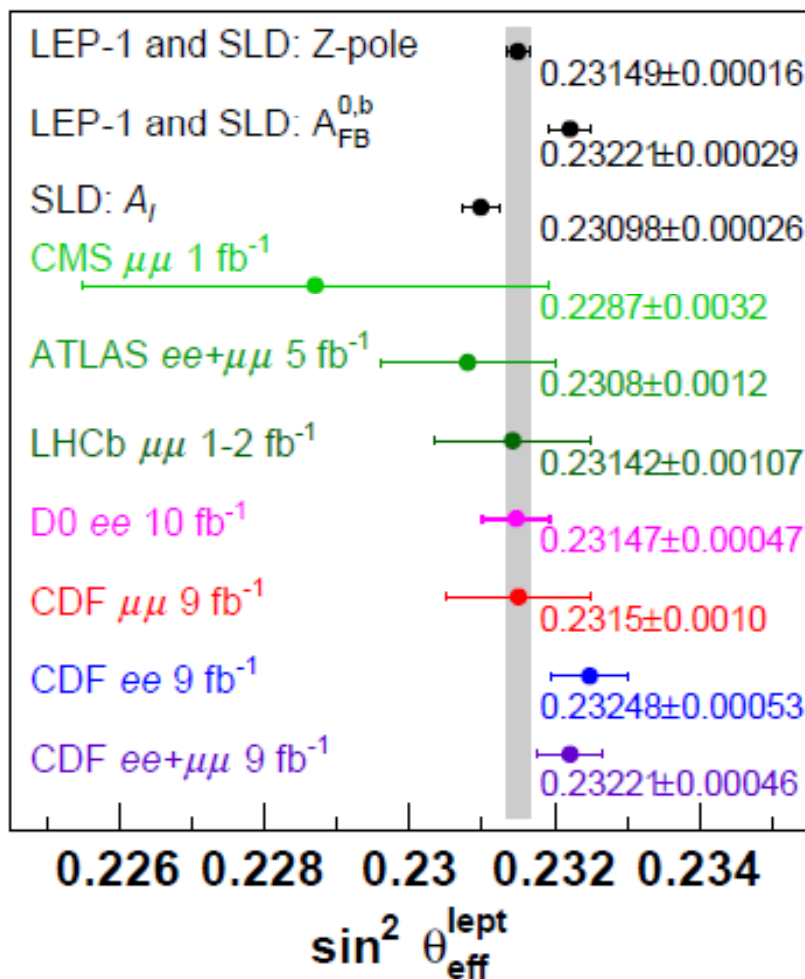 LEP-1 and SLD: Z-pole
0.23149±0.00016
LEP-1 and SLD: A_FB^0,b
0.23221±0.00029
SLD: A_l
0.23098±0.00026
CMS μμ 1 fb^-1
0.2287±0.0032
ATLAS ee+μμ 5 fb^-1
0.2308±0.0012
LHCb μμ 1-2 fb^-1
0.23142±0.00107
D0 ee 10 fb^-1
0.23147±0.00047
CDF μμ 9 fb^-1
0.2315±0.0010
CDF ee 9 fb^-1
0.23248±0.00053
CDF ee+μμ 9 fb^-1
0.23221±0.00046
0.226 0.228 0.23 0.232 0.234
sin^2 θ_eff^lept